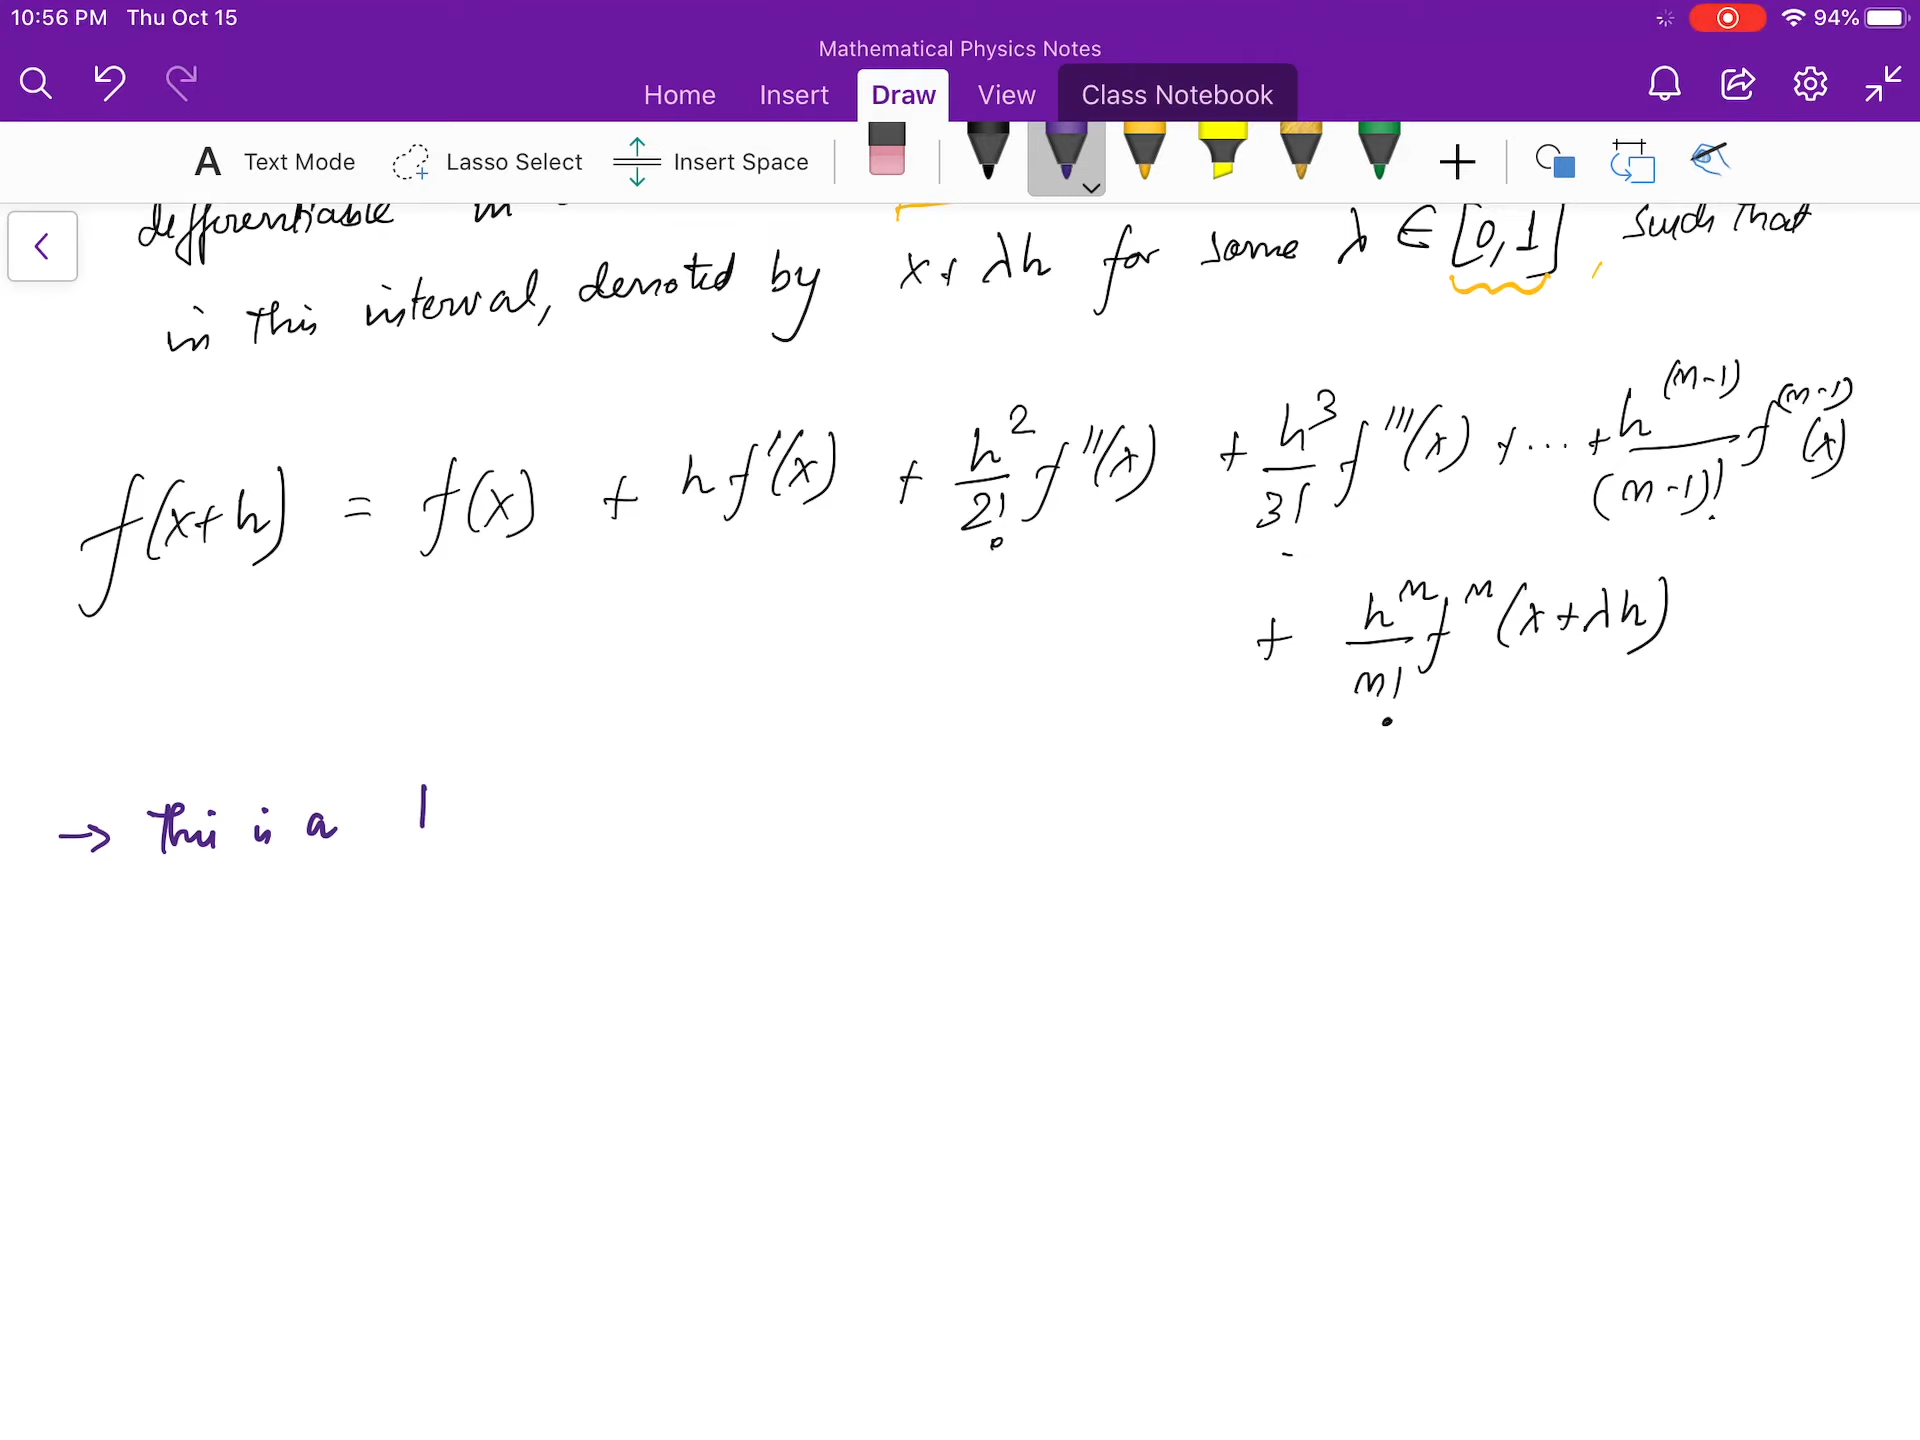 10:56 PM Thu Oct 15 94%
Mathematical Physics Notes
Home Insert Draw View Class Notebook
A Text Mode Lasso Select Insert Space
differentiable in
in this interval, denoted by x + λh for some λ ∈ [0,1], such that
f(x+h) = f(x) + hf'(x) + h²/2! f''(x) + h³/3! f'''(x) + ... + h^(n-1)/(n-1)! f^(n-1)(x)
+ h^n/n! f^n(x+λh)
→ This is a